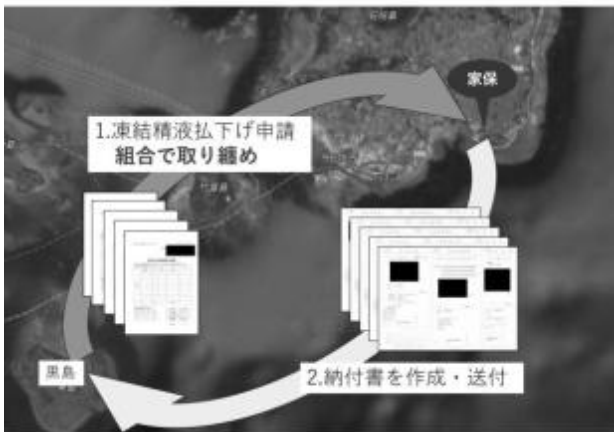 家保
1.凍結精液払下げ申請
組合で取り纏め
黒島
2.納付書を作成・送付